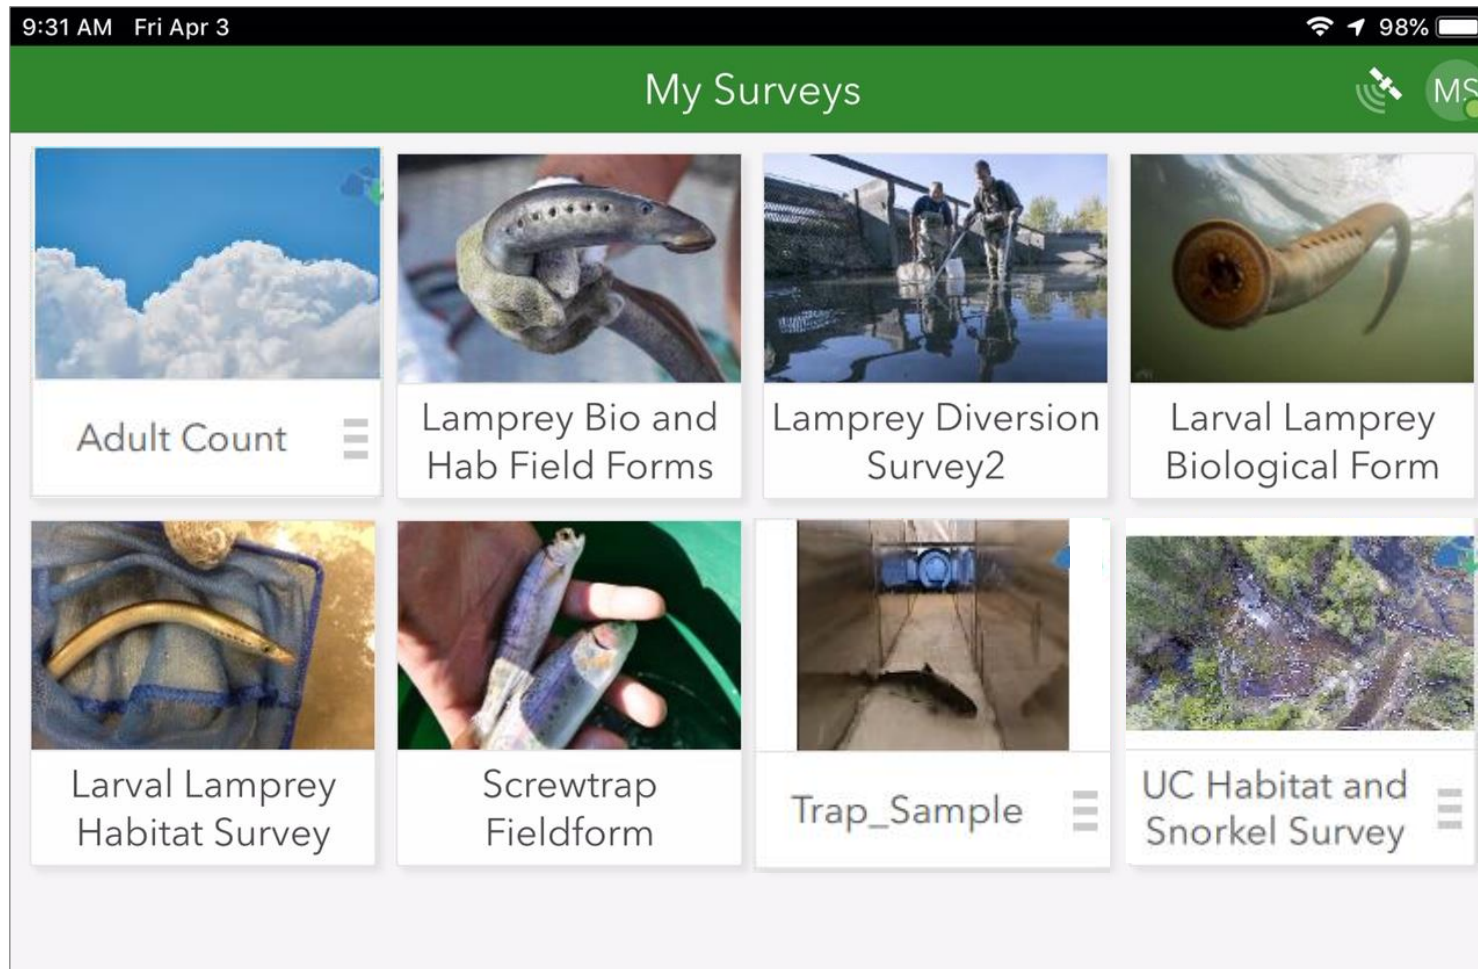 9:31 AM Fri Apr 3 98%
My Surveys
MS
Adult Count
Lamprey Bio and
Hab Field Forms
Lamprey Diversion
Survey2
Larval Lamprey
Biological Form
Larval Lamprey
Habitat Survey
Screwtrap
Fieldform
Trap_Sample
UC Habitat and
Snorkel Survey